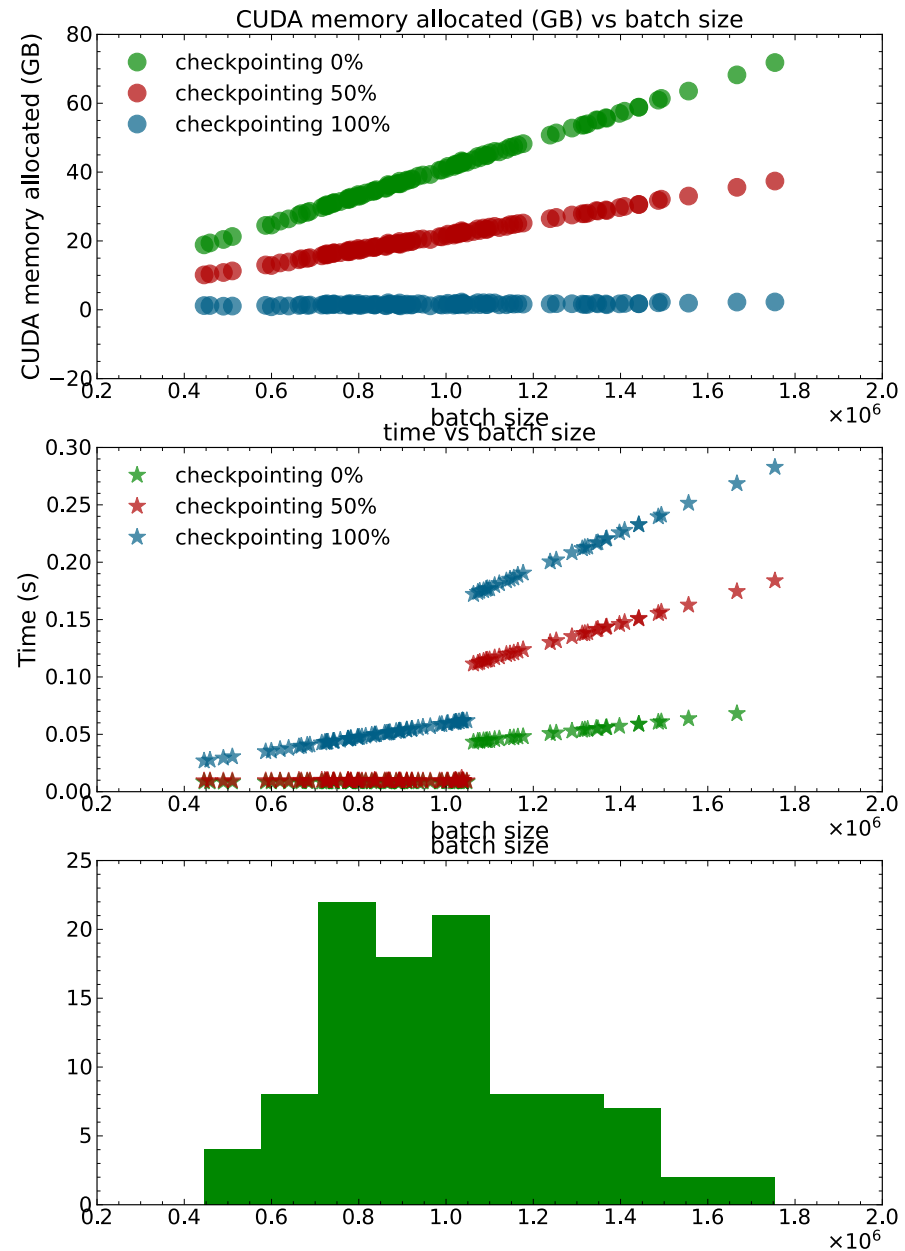 CUDA memory allocated (GB) vs batch size
80
60
40
20
0
−20
CUDA memory allocated (GB)
checkpointing 0%
checkpointing 50%
checkpointing 100%
0.2 0.4 0.6 0.8 1.0 1.2 1.4 1.6 1.8 2.0
batch size
×10⁶
time vs batch size
0.30
0.25
0.20
0.15
0.10
0.05
0.00
Time (s)
checkpointing 0%
checkpointing 50%
checkpointing 100%
0.2 0.4 0.6 0.8 1.0 1.2 1.4 1.6 1.8 2.0
batch size
×10⁶
batch size
25
20
15
10
5
0
0.2 0.4 0.6 0.8 1.0 1.2 1.4 1.6 1.8 2.0
×10⁶